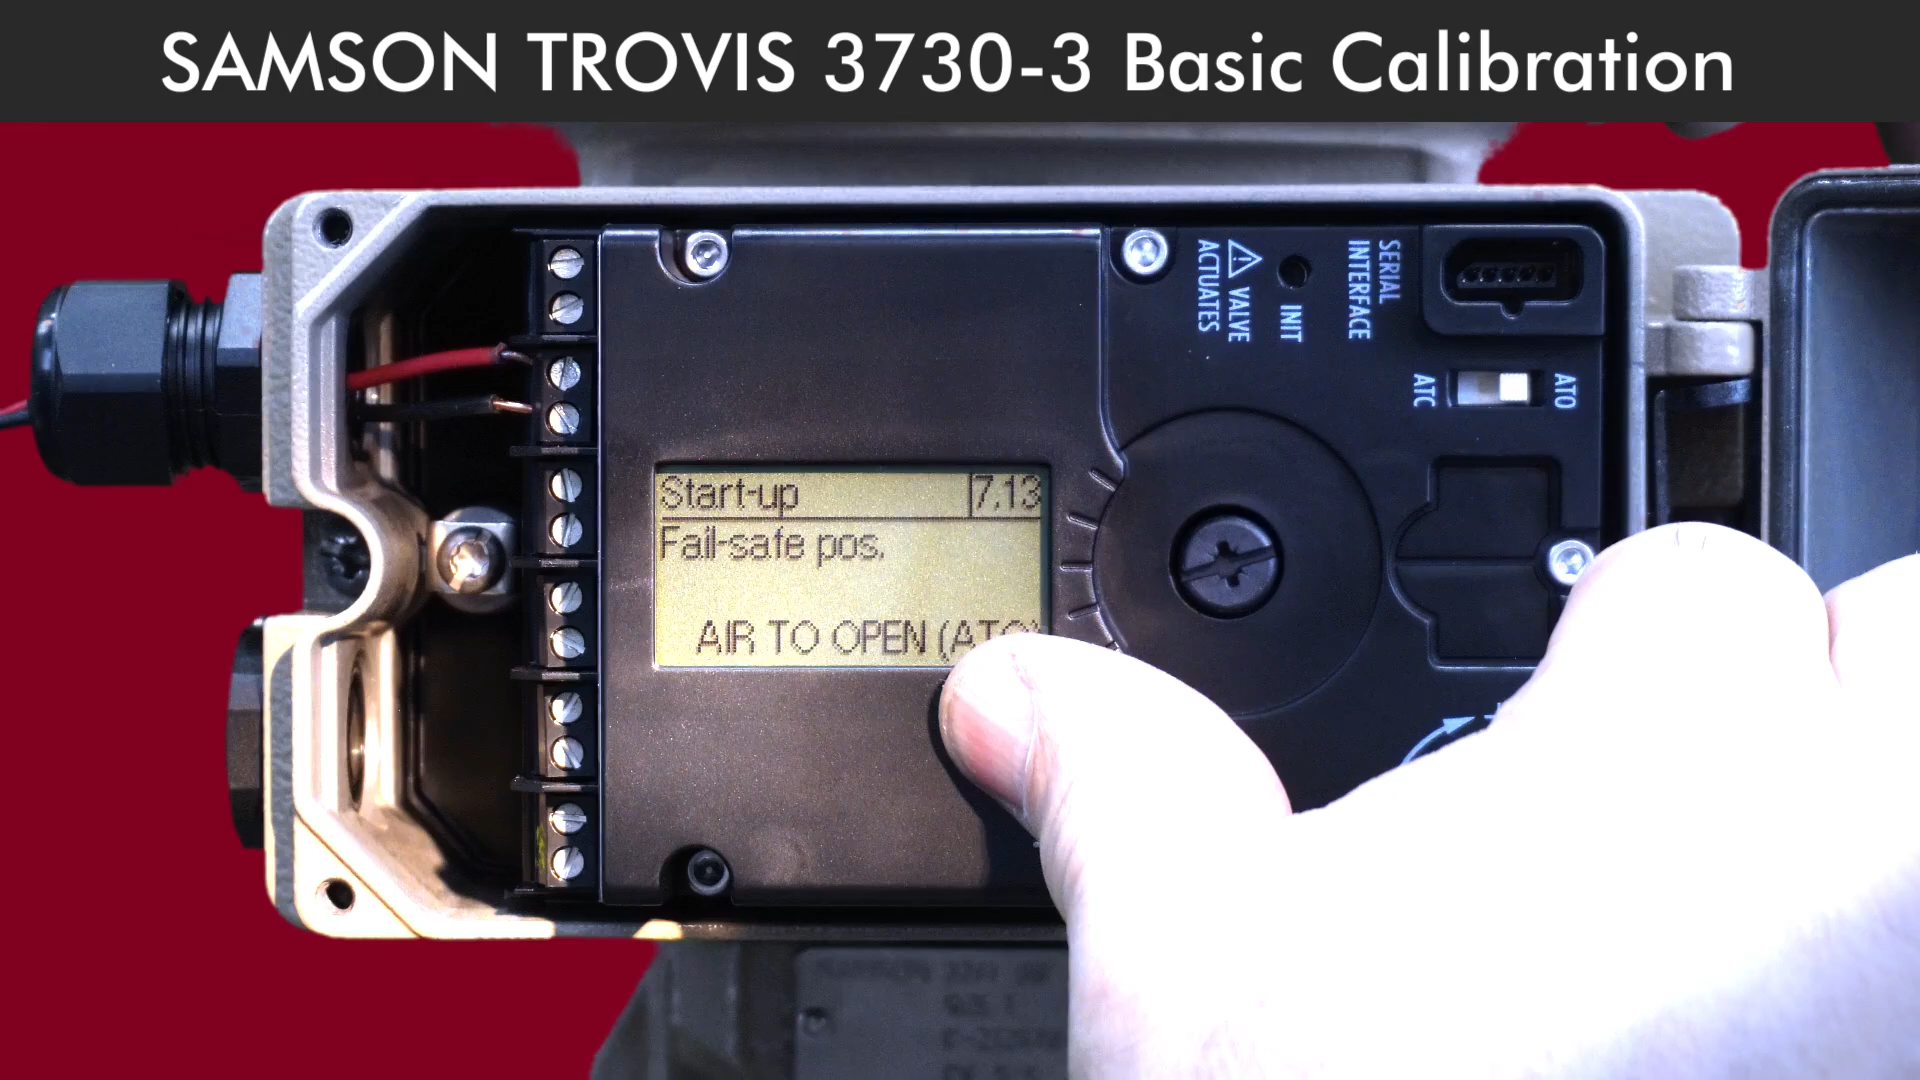 SAMSON TROVIS 3730-3 Basic Calibration
SERIAL
INTERFACE
INIT
VALVE
ACTUATES
ATC
ATO
Start-up 7.13
Fail-safe pos.
AIR TO OPEN (ATO)